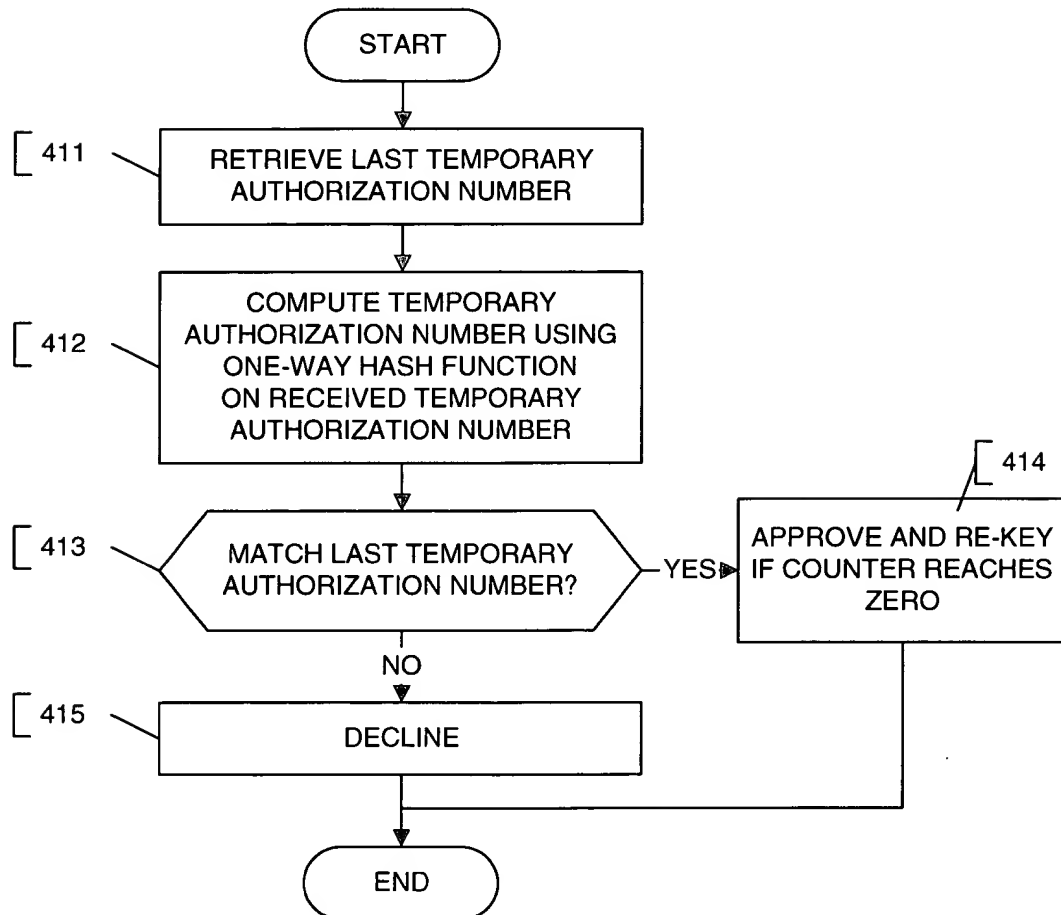 START
411
RETRIEVE LAST TEMPORARY
AUTHORIZATION NUMBER
412
COMPUTE TEMPORARY
AUTHORIZATION NUMBER USING
ONE-WAY HASH FUNCTION
ON RECEIVED TEMPORARY
AUTHORIZATION NUMBER
413
MATCH LAST TEMPORARY
AUTHORIZATION NUMBER?
YES
414
APPROVE AND RE-KEY
IF COUNTER REACHES
ZERO
NO
415
DECLINE
END